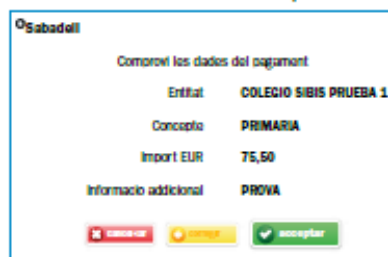 Sabadell
Comprovi les dades del pagament
Entitat COLEGIO SIBIS PRUEBA 1
Concepte PRIMARIA
Import EUR 75,50
Informacio addicional PROVA
acceptar